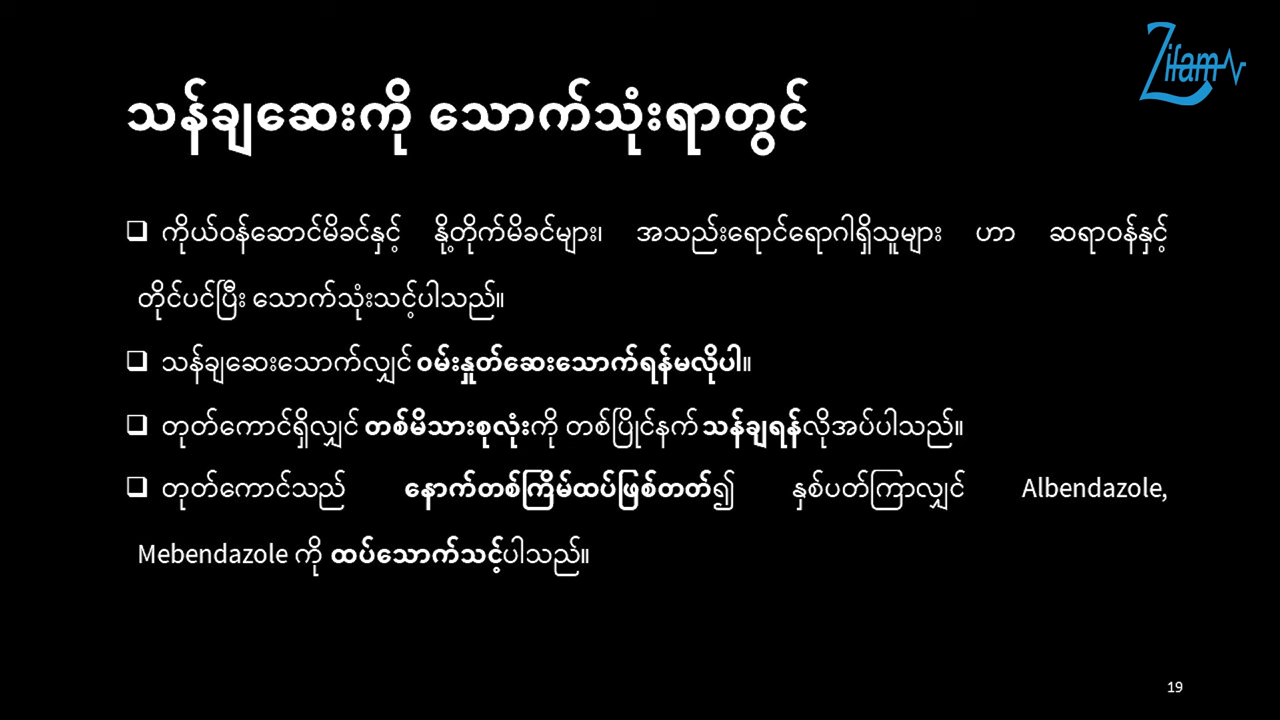 Zifam
သန်ချဆေးကို သောက်သုံးရာတွင်
❑ ကိုယ်ဝန်ဆောင်မိခင်နှင့် နို့တိုက်မိခင်များ၊ အသည်းရောင်ရောဂါရှိသူများ ဟာ ဆရာဝန်နှင့်
တိုင်ပင်ပြီး သောက်သုံးသင့်ပါသည်။
❑ သန်ချဆေးသောက်လျှင် ဝမ်းနှုတ်ဆေးသောက်ရန်မလိုပါ။
❑ တုတ်ကောင်ရှိလျှင် တစ်မိသားစုလုံးကို တစ်ပြိုင်နက် သန်ချရန်လိုအပ်ပါသည်။
❑ တုတ်ကောင်သည် နောက်တစ်ကြိမ်ထပ်ဖြစ်တတ်၍ နှစ်ပတ်ကြာလျှင် Albendazole,
Mebendazole ကို ထပ်သောက်သင့်ပါသည်။
19